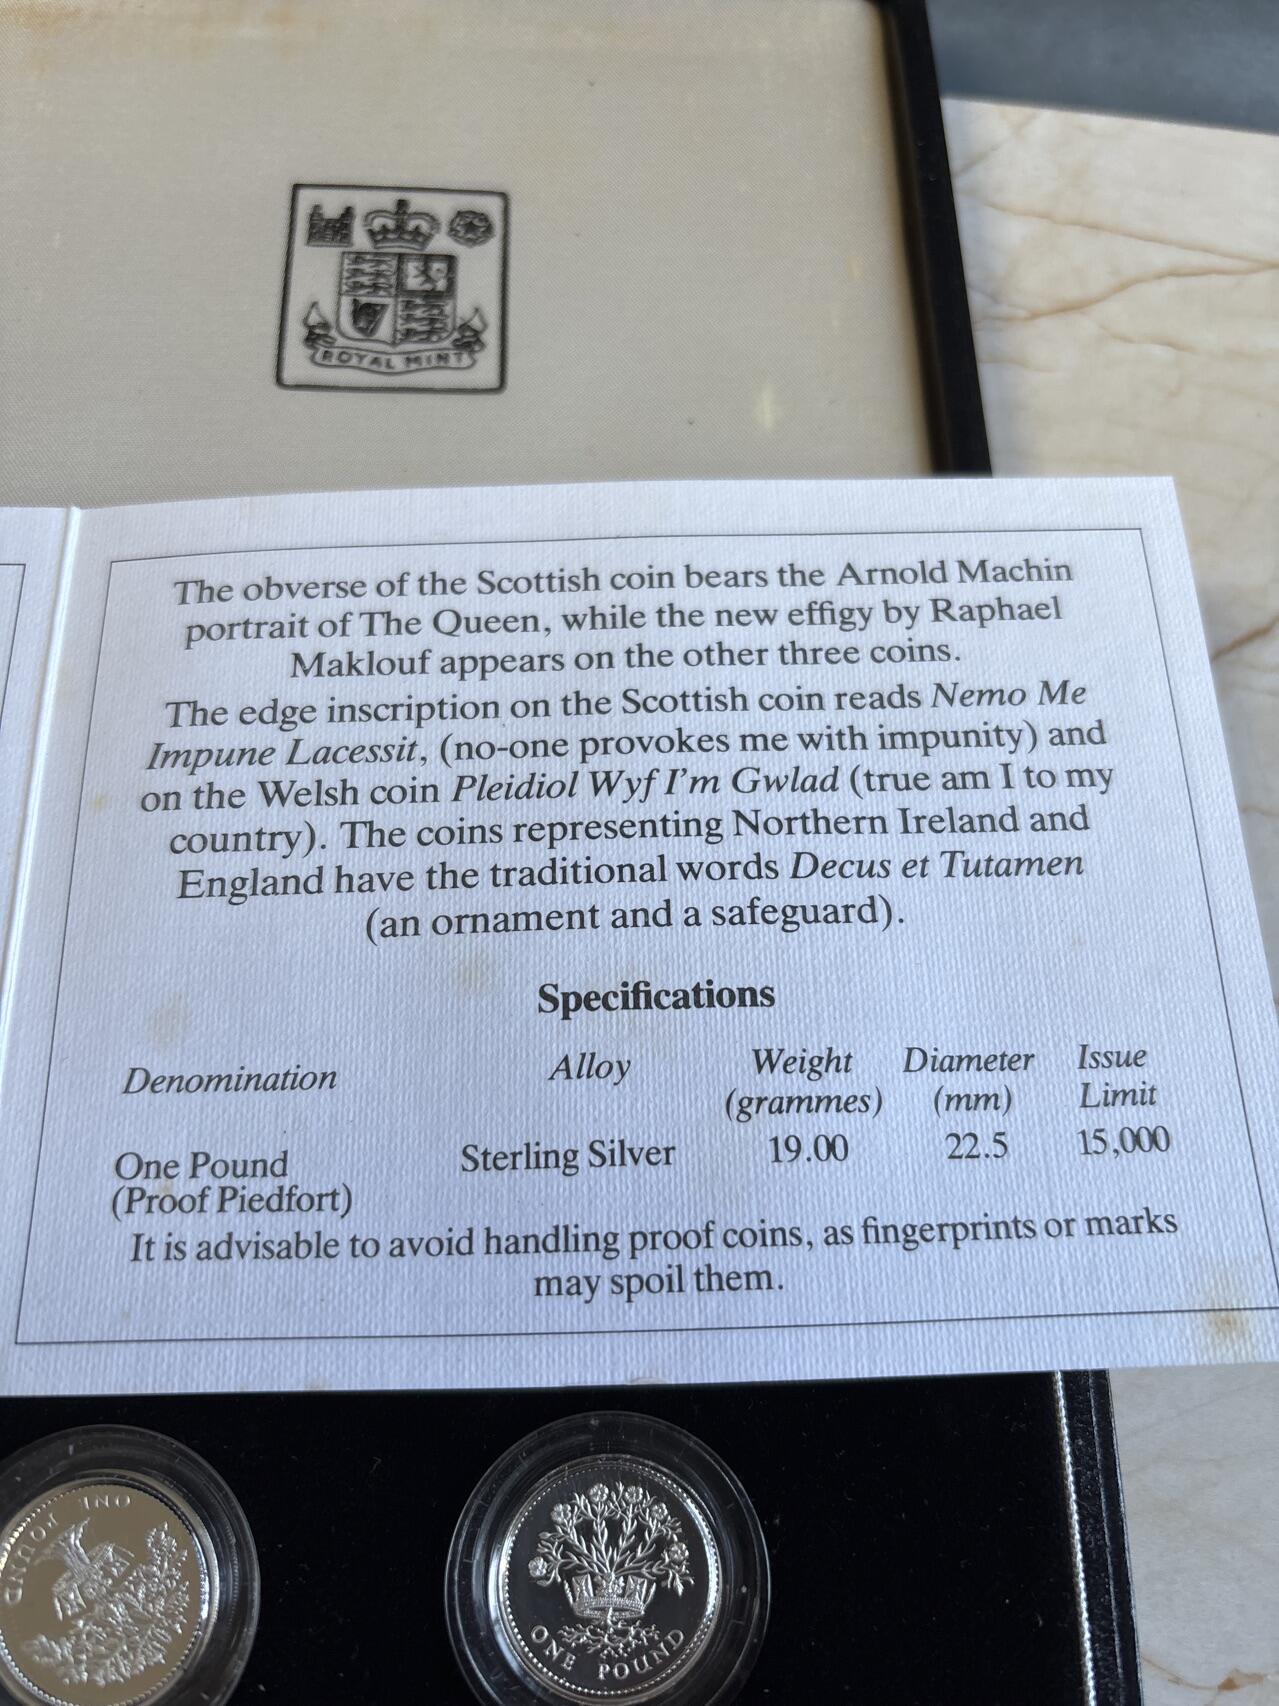 ROYAL MINT
The obverse of the Scottish coin bears the Arnold Machin
portrait of The Queen, while the new effigy by Raphael
Maklouf appears on the other three coins.
The edge inscription on the Scottish coin reads Nemo Me
Impune Lacessit, (no-one provokes me with impunity) and
on the Welsh coin Pleidiol Wyf I'm Gwlad (true am I to my
country). The coins representing Northern Ireland and
England have the traditional words Decus et Tutamen
(an ornament and a safeguard).
Specifications
Denomination Alloy Weight (grammes) Diameter (mm) Issue Limit
One Pound (Proof Piedfort) Sterling Silver 19.00 22.5 15,000
It is advisable to avoid handling proof coins, as fingerprints or marks
may spoil them.
ONE POUND
ONE POUND